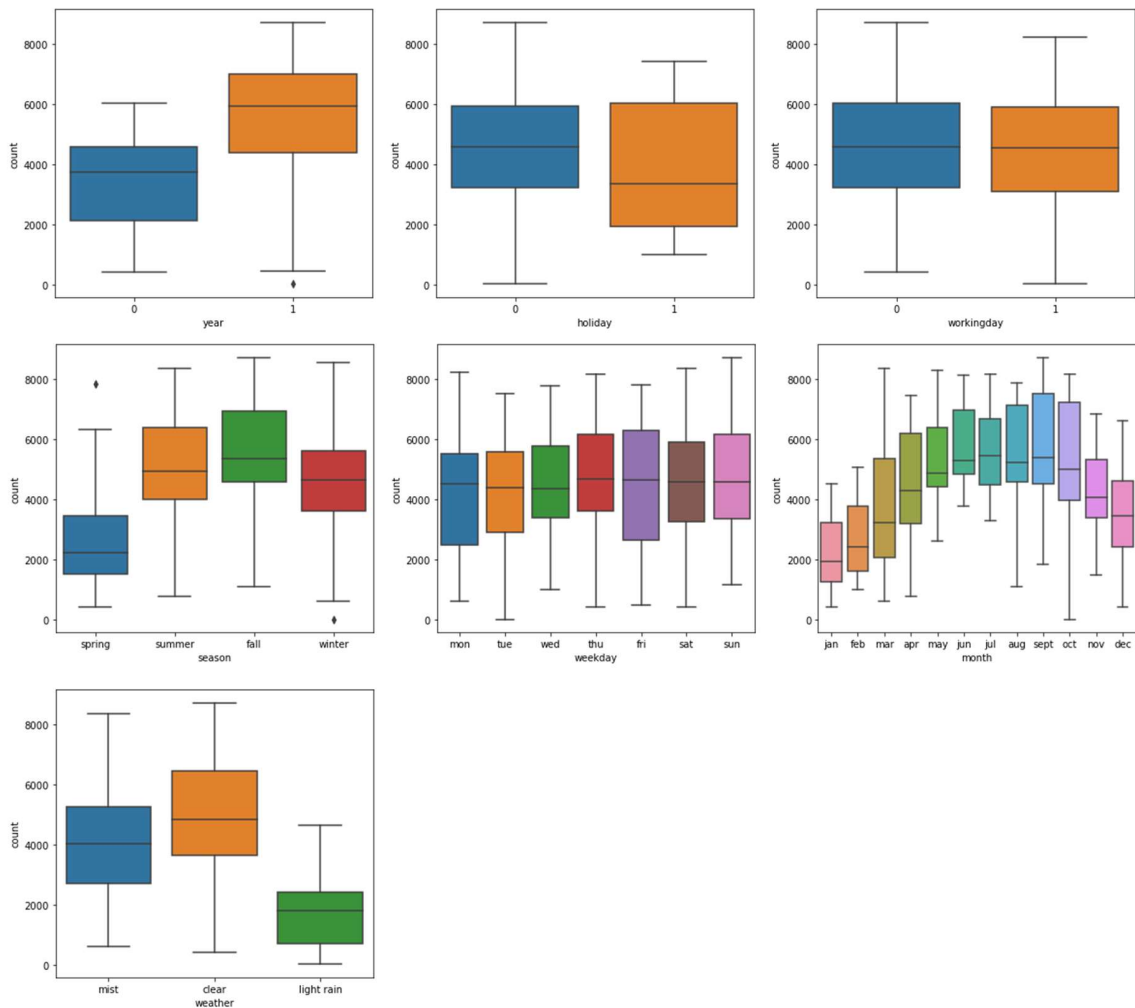 8000
6000
4000
2000
0
count
0 1
year
8000
6000
4000
2000
0
count
0 1
holiday
8000
6000
4000
2000
0
count
0 1
workingday
8000
6000
4000
2000
0
count
spring summer fall winter
season
8000
6000
4000
2000
0
count
mon tue wed thu fri sat sun
weekday
8000
6000
4000
2000
0
count
jan feb mar apr may jun jul aug sept oct nov dec
month
8000
6000
4000
2000
0
count
mist clear light rain
weather